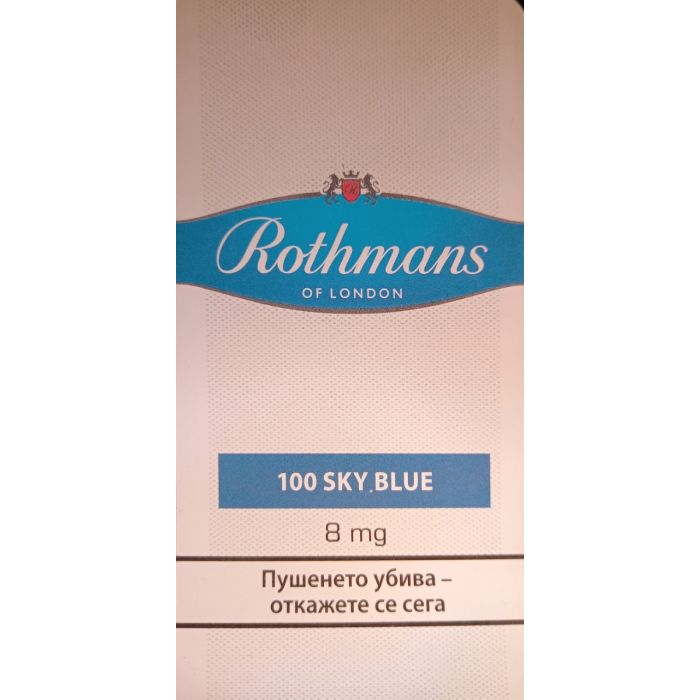 R
Rothmans
OF LONDON
100 SKY BLUE
8 mg
Пушенето убива –
откажете се сега